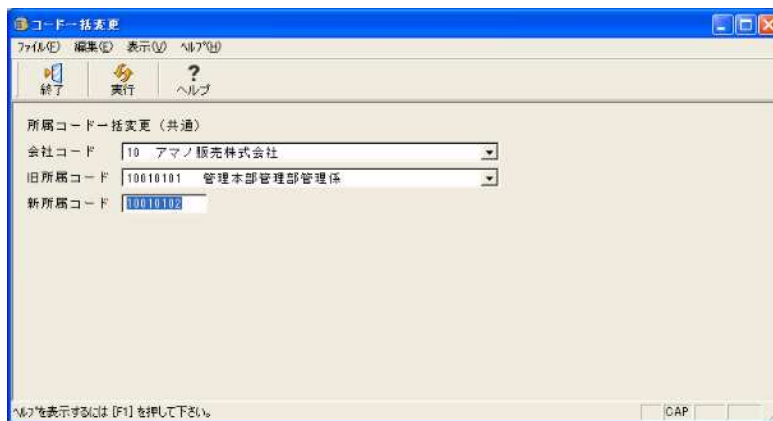 コード一括変更
ファイル(F) 編集(E) 表示(V) ヘルプ(H)
終了 実行 ?ヘルプ
所属コード一括変更（共通）
会社コード 10 アマノ販売株式会社
旧所属コード 10010101 管理本部管理部管理係
新所属コード 10010102
ヘルプを表示するには [F1] を押して下さい。 CAP